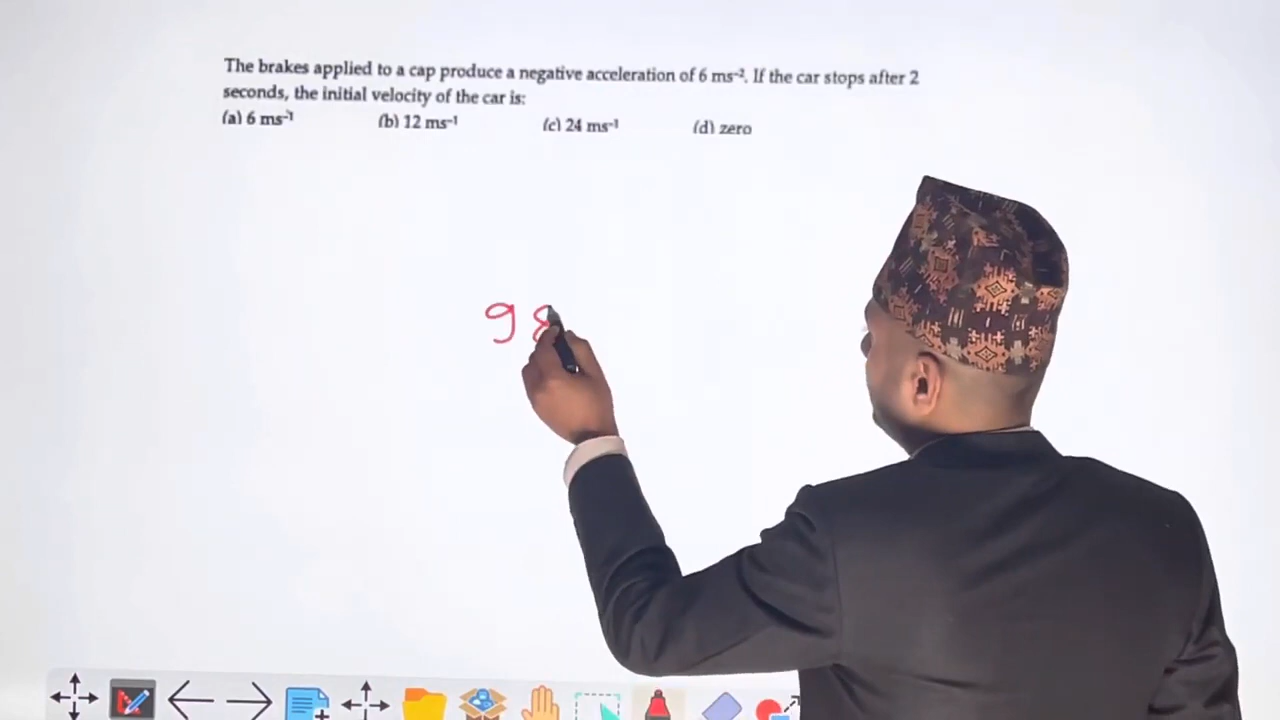 The brakes applied to a cap produce a negative acceleration of 6 ms⁻². If the car stops after 2
seconds, the initial velocity of the car is:
(a) 6 ms⁻¹ (b) 12 ms⁻¹ (c) 24 ms⁻¹ (d) zero
98